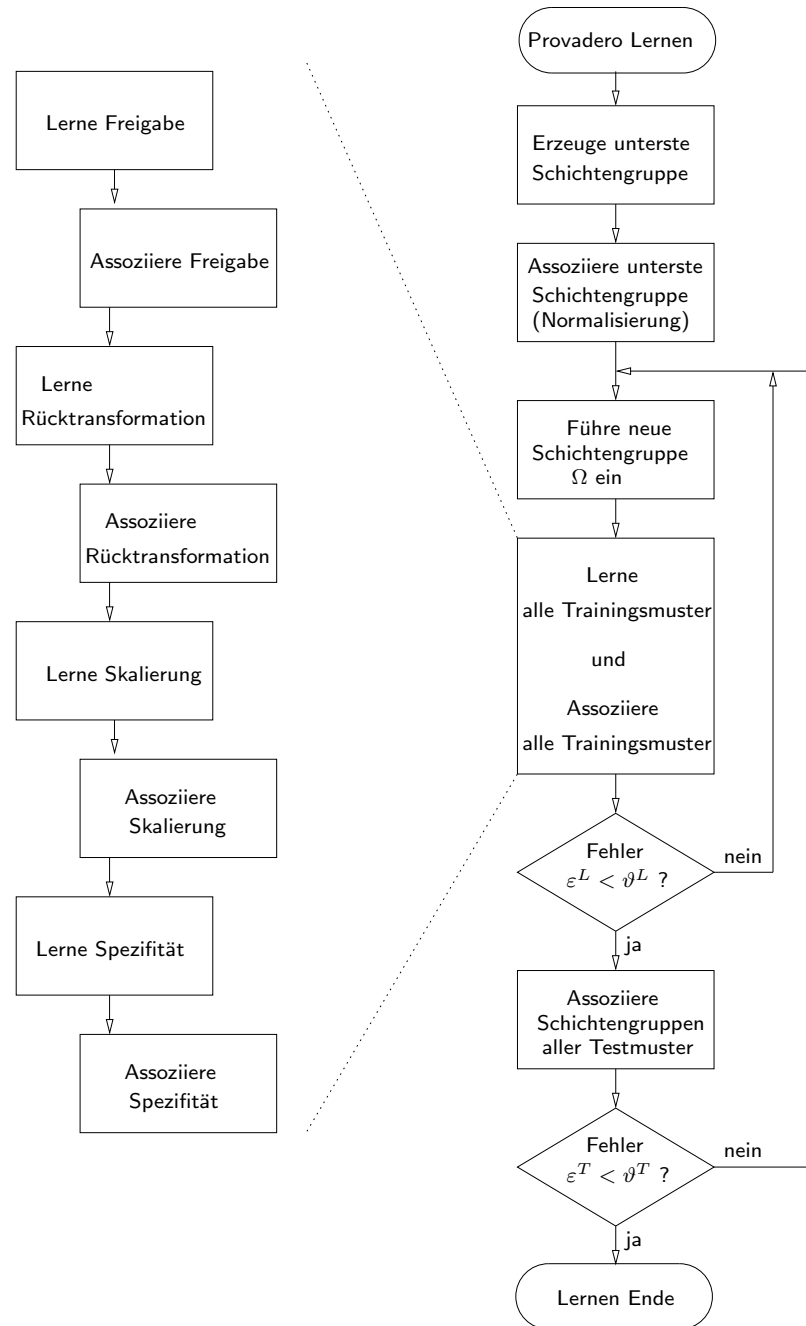 Lerne Freigabe
Assoziiere Freigabe
Lerne
Rücktransformation
Assoziiere
Rücktransformation
Lerne Skalierung
Assoziiere
Skalierung
Lerne Spezifität
Assoziiere
Spezifität
Provadero Lernen
Erzeuge unterste
Schichtengruppe
Assoziiere unterste
Schichtengruppe
(Normalisierung)
Führe neue
Schichtengruppe
Ω ein
Lerne
alle Trainingsmuster
und
Assoziiere
alle Trainingsmuster
Fehler
ε^L < ϑ^L ?
nein
ja
Assoziiere
Schichtengruppen
aller Testmuster
Fehler
ε^T < ϑ^T ?
nein
ja
Lernen Ende